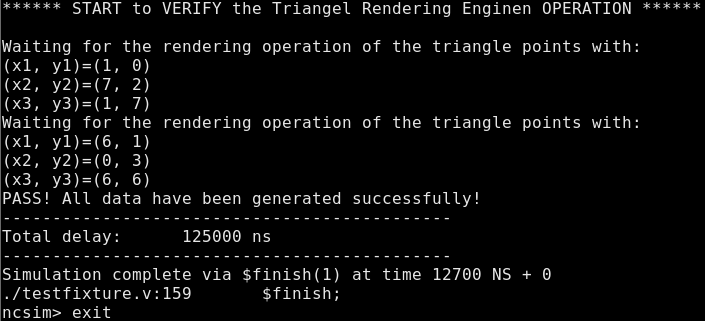 ****** START to VERIFY the Triangel Rendering Enginen OPERATION ******
Waiting for the rendering operation of the triangle points with:
(x1, y1)=(1, 0)
(x2, y2)=(7, 2)
(x3, y3)=(1, 7)
Waiting for the rendering operation of the triangle points with:
(x1, y1)=(6, 1)
(x2, y2)=(0, 3)
(x3, y3)=(6, 6)
PASS! All data have been generated successfully!
---------------------------------------------
Total delay:      125000 ns
---------------------------------------------
Simulation complete via $finish(1) at time 12700 NS + 0
./testfixture.v:159       $finish;
ncsim> exit